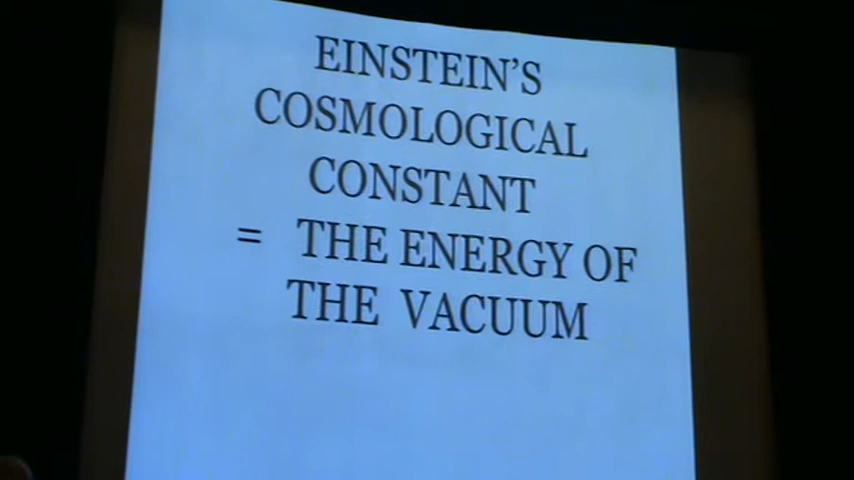 EINSTEIN'S
COSMOLOGICAL
CONSTANT
= THE ENERGY OF
THE VACUUM